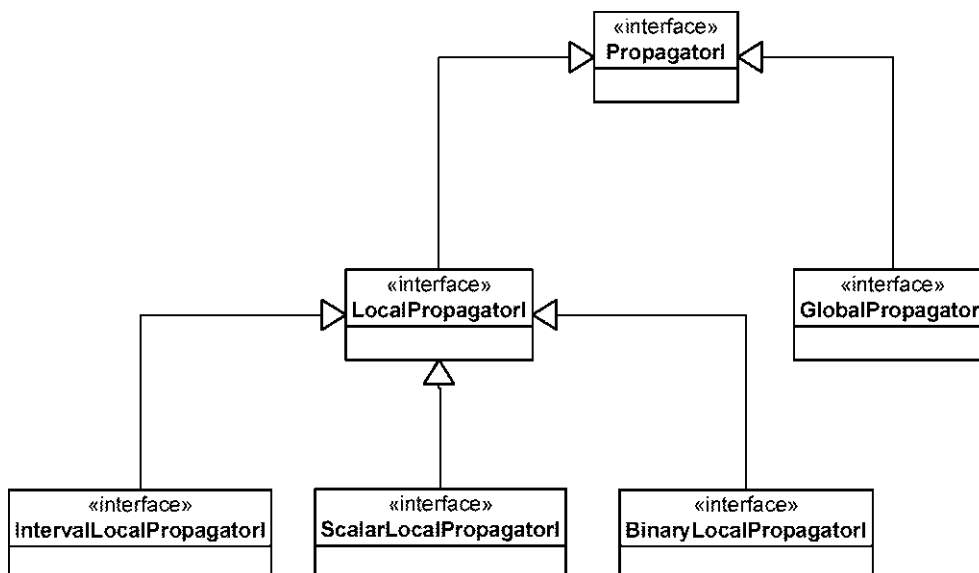 «interface»
PropagatorI
«interface»
LocalPropagatorI
«interface»
GlobalPropagator
«interface»
IntervalLocalPropagatorI
«interface»
ScalarLocalPropagatorI
«interface»
BinaryLocalPropagatorI